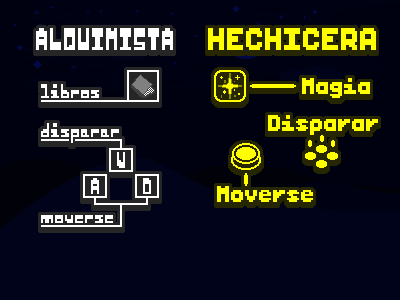 ALQUIMISTA
libros
disparar
W
A D
moverse
HECHICERA
Magia
Disparar
Moverse